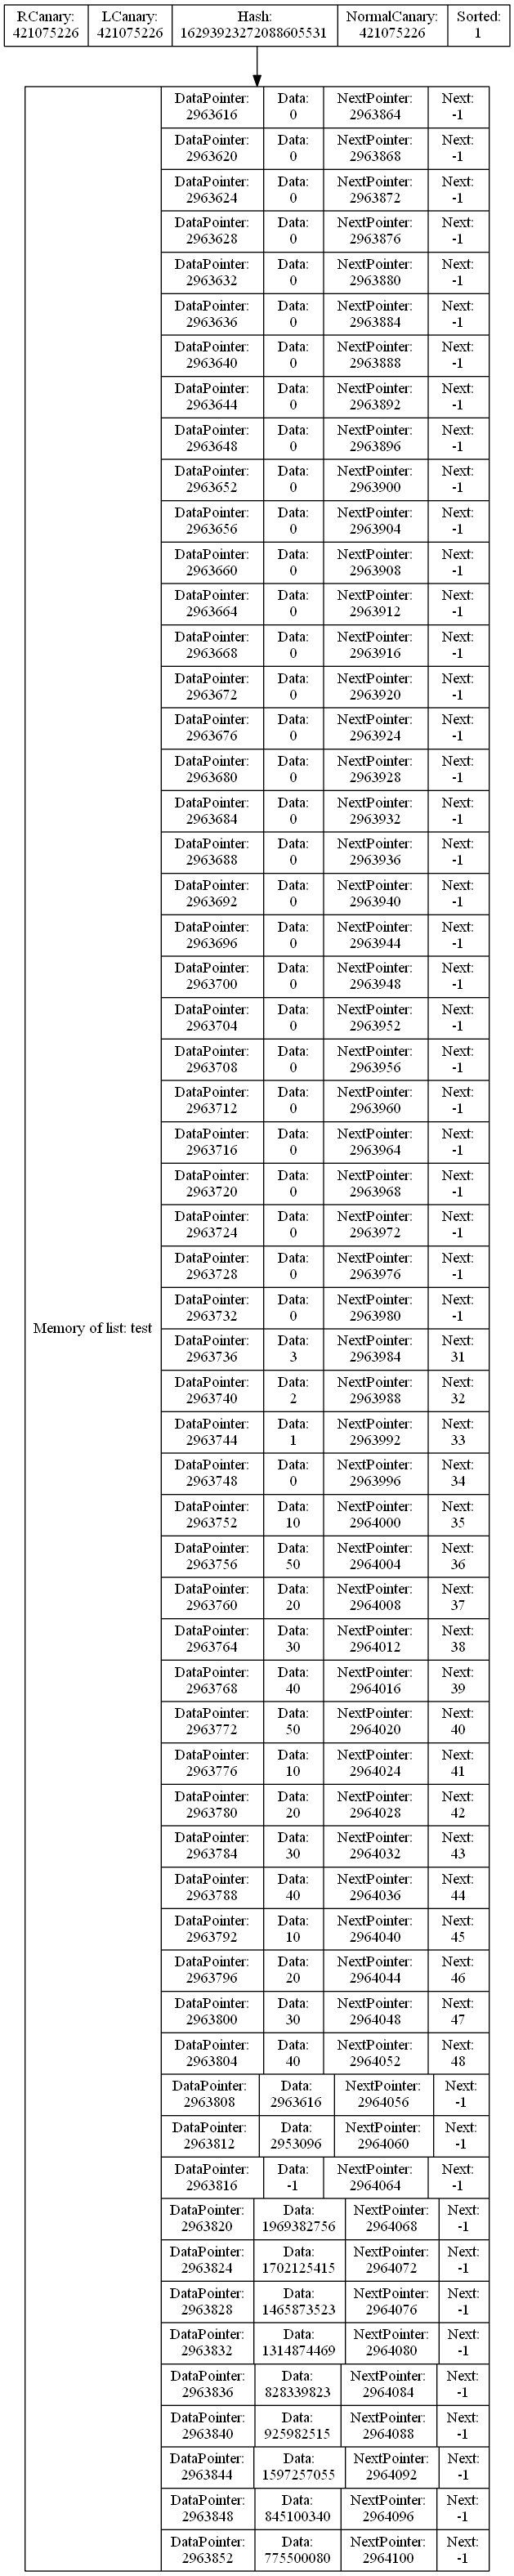 RCanary:
421075226
LCanary:
421075226
Hash:
16293923272088605531
NormalCanary:
421075226
Sorted:
1
Memory of list: test
DataPointer: Data: NextPointer: Next:
2963616 0 2963864 -1
DataPointer: Data: NextPointer: Next:
2963620 0 2963868 -1
DataPointer: Data: NextPointer: Next:
2963624 0 2963872 -1
DataPointer: Data: NextPointer: Next:
2963628 0 2963876 -1
DataPointer: Data: NextPointer: Next:
2963632 0 2963880 -1
DataPointer: Data: NextPointer: Next:
2963636 0 2963884 -1
DataPointer: Data: NextPointer: Next:
2963640 0 2963888 -1
DataPointer: Data: NextPointer: Next:
2963644 0 2963892 -1
DataPointer: Data: NextPointer: Next:
2963648 0 2963896 -1
DataPointer: Data: NextPointer: Next:
2963652 0 2963900 -1
DataPointer: Data: NextPointer: Next:
2963656 0 2963904 -1
DataPointer: Data: NextPointer: Next:
2963660 0 2963908 -1
DataPointer: Data: NextPointer: Next:
2963664 0 2963912 -1
DataPointer: Data: NextPointer: Next:
2963668 0 2963916 -1
DataPointer: Data: NextPointer: Next:
2963672 0 2963920 -1
DataPointer: Data: NextPointer: Next:
2963676 0 2963924 -1
DataPointer: Data: NextPointer: Next:
2963680 0 2963928 -1
DataPointer: Data: NextPointer: Next:
2963684 0 2963932 -1
DataPointer: Data: NextPointer: Next:
2963688 0 2963936 -1
DataPointer: Data: NextPointer: Next:
2963692 0 2963940 -1
DataPointer: Data: NextPointer: Next:
2963696 0 2963944 -1
DataPointer: Data: NextPointer: Next:
2963700 0 2963948 -1
DataPointer: Data: NextPointer: Next:
2963704 0 2963952 -1
DataPointer: Data: NextPointer: Next:
2963708 0 2963956 -1
DataPointer: Data: NextPointer: Next:
2963712 0 2963960 -1
DataPointer: Data: NextPointer: Next:
2963716 0 2963964 -1
DataPointer: Data: NextPointer: Next:
2963720 0 2963968 -1
DataPointer: Data: NextPointer: Next:
2963724 0 2963972 -1
DataPointer: Data: NextPointer: Next:
2963728 0 2963976 -1
DataPointer: Data: NextPointer: Next:
2963732 0 2963980 -1
DataPointer: Data: NextPointer: Next:
2963736 3 2963984 31
DataPointer: Data: NextPointer: Next:
2963740 2 2963988 32
DataPointer: Data: NextPointer: Next:
2963744 1 2963992 33
DataPointer: Data: NextPointer: Next:
2963748 0 2963996 34
DataPointer: Data: NextPointer: Next:
2963752 10 2964000 35
DataPointer: Data: NextPointer: Next:
2963756 50 2964004 36
DataPointer: Data: NextPointer: Next:
2963760 20 2964008 37
DataPointer: Data: NextPointer: Next:
2963764 30 2964012 38
DataPointer: Data: NextPointer: Next:
2963768 40 2964016 39
DataPointer: Data: NextPointer: Next:
2963772 50 2964020 40
DataPointer: Data: NextPointer: Next:
2963776 10 2964024 41
DataPointer: Data: NextPointer: Next:
2963780 20 2964028 42
DataPointer: Data: NextPointer: Next:
2963784 30 2964032 43
DataPointer: Data: NextPointer: Next:
2963788 40 2964036 44
DataPointer: Data: NextPointer: Next:
2963792 10 2964040 45
DataPointer: Data: NextPointer: Next:
2963796 20 2964044 46
DataPointer: Data: NextPointer: Next:
2963800 30 2964048 47
DataPointer: Data: NextPointer: Next:
2963804 40 2964052 48
DataPointer: Data: NextPointer: Next:
2963808 2963616 2964056 -1
DataPointer: Data: NextPointer: Next:
2963812 2953096 2964060 -1
DataPointer: Data: NextPointer: Next:
2963816 -1 2964064 -1
DataPointer: Data: NextPointer: Next:
2963820 1969382756 2964068 -1
DataPointer: Data: NextPointer: Next:
2963824 1702125415 2964072 -1
DataPointer: Data: NextPointer: Next:
2963828 1465873523 2964076 -1
DataPointer: Data: NextPointer: Next:
2963832 1314874469 2964080 -1
DataPointer: Data: NextPointer: Next:
2963836 828339823 2964084 -1
DataPointer: Data: NextPointer: Next:
2963840 925982515 2964088 -1
DataPointer: Data: NextPointer: Next:
2963844 1597257055 2964092 -1
DataPointer: Data: NextPointer: Next:
2963848 845100340 2964096 -1
DataPointer: Data: NextPointer: Next:
2963852 775500080 2964100 -1